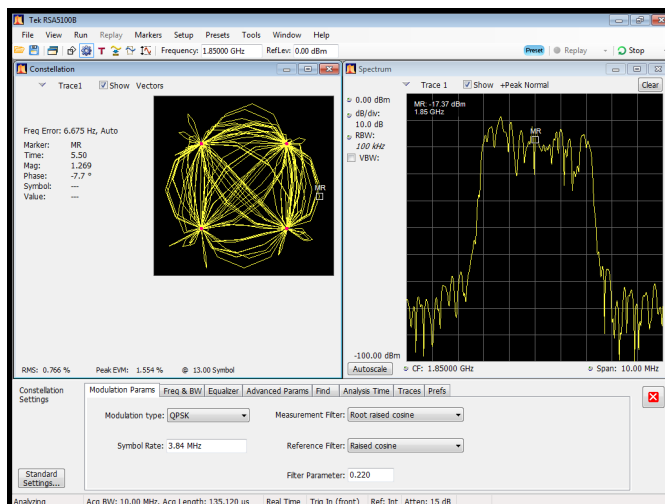 Tek RSA5100B
File View Run Replay Markers Setup Presets Tools Window Help
T Frequency: 1.85000 GHz RefLev: 0.00 dBm Preset Replay Stop
Constellation
Trace1 Show Vectors
Freq Error: 6.675 Hz, Auto
Marker: MR
Time: 5.50
Mag: 1.269
Phase: -7.7 °
Symbol: ---
Value: ---
MR
RMS: 0.766 % Peak EVM: 1.554 % @ 13.00 Symbol
Spectrum
Trace 1 Show +Peak Normal Clear
0.00 dBm
dB/div:
10.0 dB
RBW:
100 kHz
VBW:
MR: -17.37 dBm
1.85 GHz
MR
-100.00 dBm
Autoscale CF: 1.85000 GHz Span: 10.00 MHz
Constellation
Settings
Modulation Params Freq & BW Equalizer Advanced Params Find Analysis Time Traces Prefs
Modulation type: QPSK Measurement Filter: Root raised cosine
Symbol Rate: 3.84 MHz Reference Filter: Raised cosine
Filter Parameter: 0.220
Standard
Settings...
Analyzing Acq BW: 10.00 MHz, Acq Length: 135.120 us Real Time Trig In (front) Ref: Int Atten: 15 dB